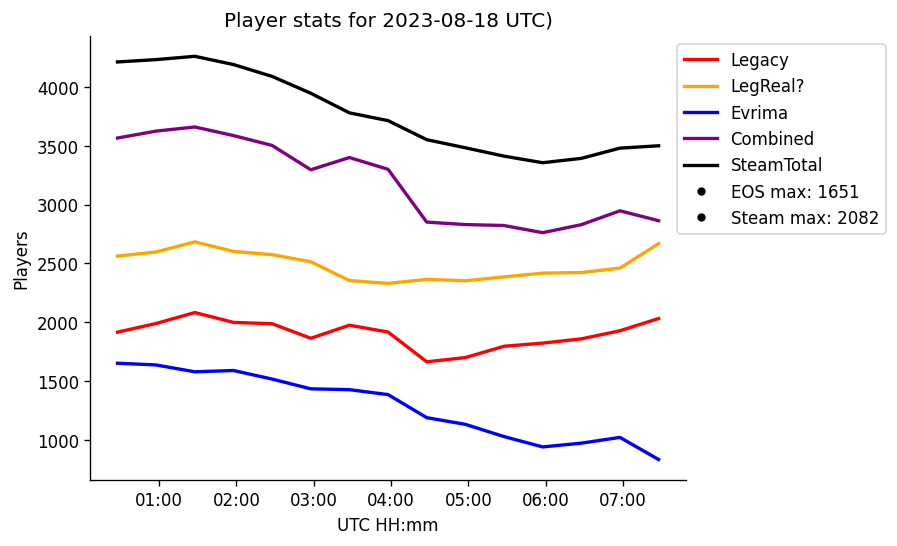 Player stats for 2023-08-18 UTC)
Legacy
LegReal?
Evrima
Combined
SteamTotal
EOS max: 1651
Steam max: 2082
Players
4000
3500
3000
2500
2000
1500
1000
01:00 02:00 03:00 04:00 05:00 06:00 07:00
UTC HH:mm